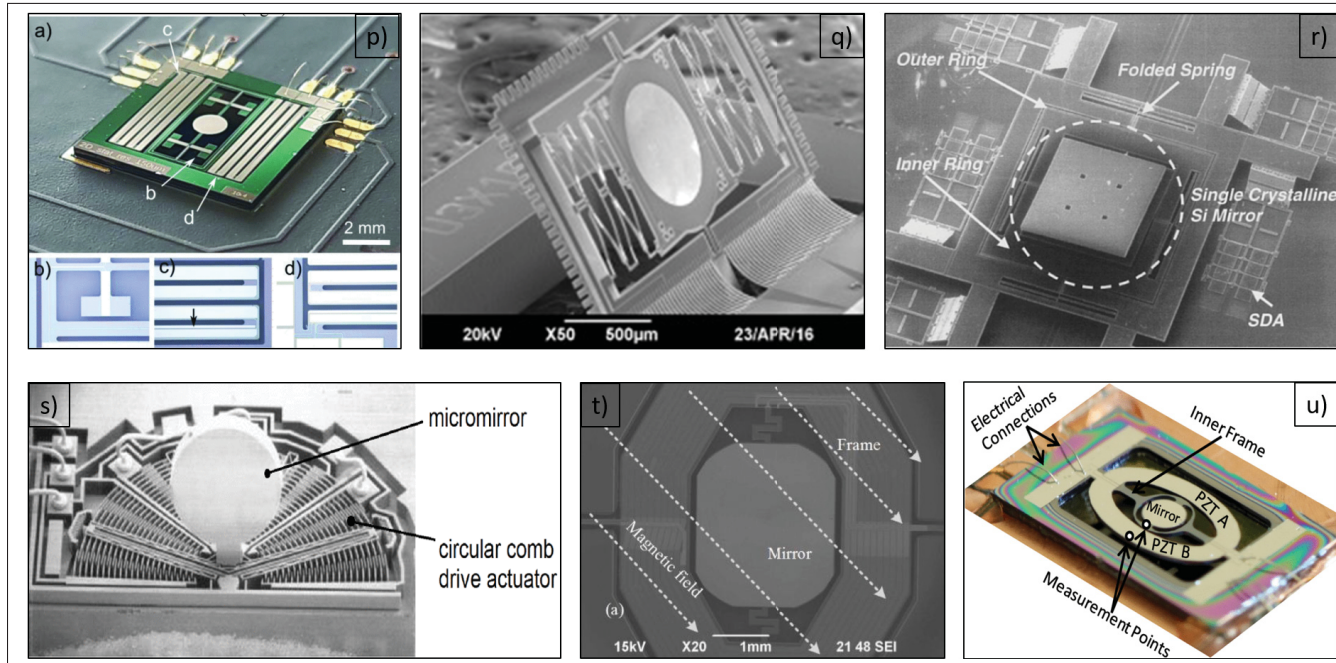 a)
p)
c
b
d
2 mm
b)
c)
d)
q)
20kV X50 500µm 23/APR/16
r)
Outer Ring
Folded Spring
Inner Ring
Single Crystalline
Si Mirror
SDA
s)
micromirror
circular comb
drive actuator
t)
Frame
Magnetic field
Mirror
(a)
15kV X20 1mm 21 48 SEI
u)
Electrical
Connections
Inner Frame
PZT A
Mirror
PZT B
Measurement Points